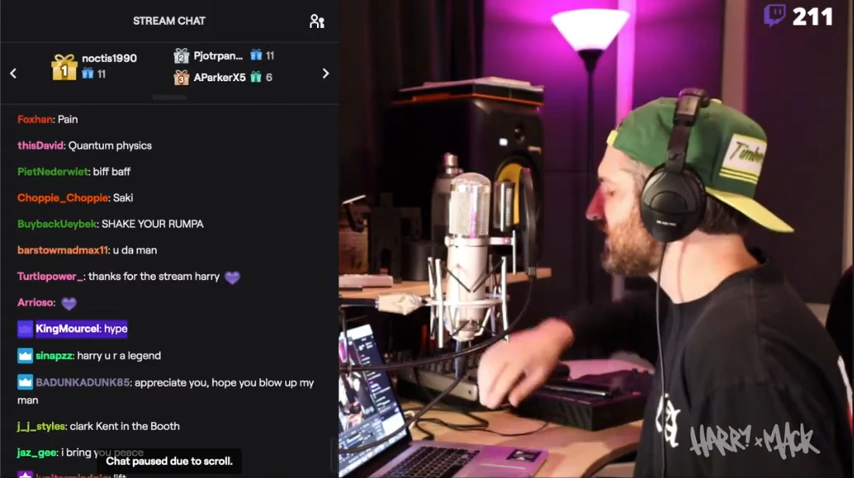 STREAM CHAT
211
1 noctis1990
11
2 Pjotrpan... 11
3 AParkerX5 6
Foxhan: Pain
thisDavid: Quantum physics
PietNederwiet: biff baff
Choppie_Choppie: Saki
BuybackUeybek: SHAKE YOUR RUMPA
barstowmadmax11: u da man
Turtlepower_: thanks for the stream harry
Arrioso:
KingMourcel: hype
sinapzz: harry u r a legend
BADUNKADUNK85: appreciate you, hope you blow up my
man
j_j_styles: clark Kent in the Booth
jaz_gee: i bring you peace
Chat paused due to scroll.
HARRY x MACK